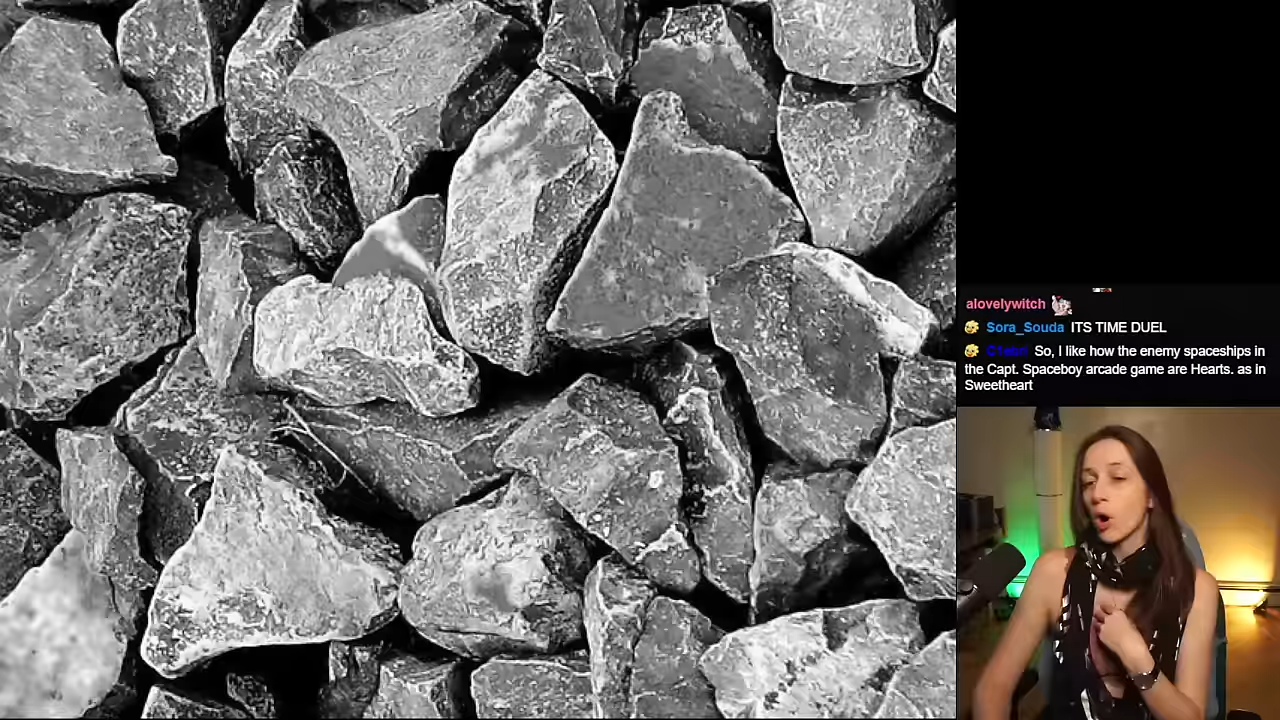 alovelywitch
Sora_Souda ITS TIME DUEL
So, I like how the enemy spaceships in
the Capt. Spaceboy arcade game are Hearts. as in
Sweetheart